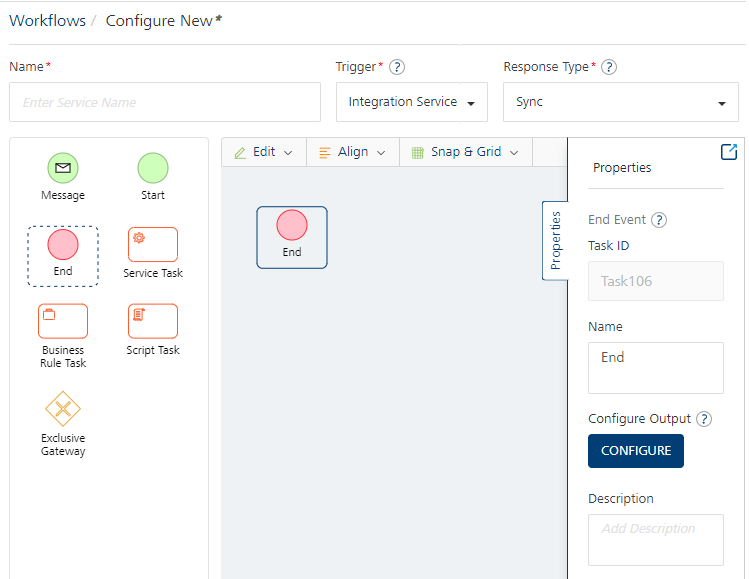 Workflows / Configure New*
Name* Trigger* ? Response Type* ?
Enter Service Name Integration Service Sync
Edit Align Snap & Grid
Message Start
End Service Task
Business
Rule Task Script Task
Exclusive
Gateway
End
Properties
Properties
End Event ?
Task ID
Task106
Name
End
Configure Output ?
CONFIGURE
Description
Add Description